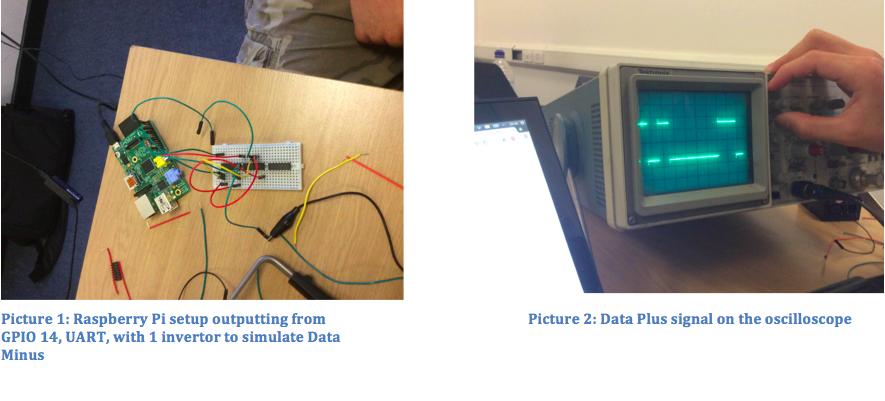 Tektronix
Picture 1: Raspberry Pi setup outputting from
GPIO 14, UART, with 1 invertor to simulate Data
Minus
Picture 2: Data Plus signal on the oscilloscope